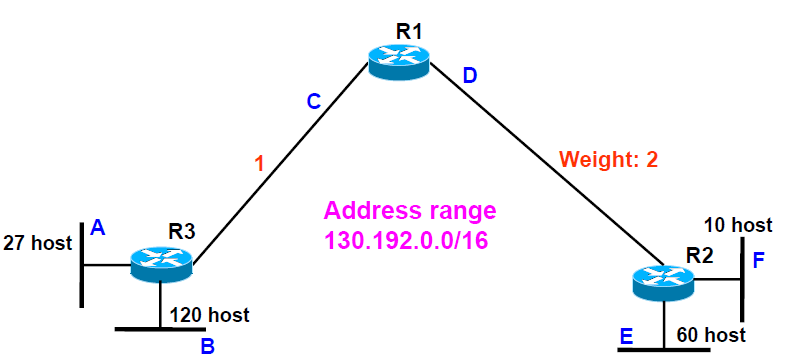 R1
D
C
Weight: 2
1
Address range
130.192.0.0/16
A
27 host
R3
10 host
R2
F
120 host
B
E
60 host